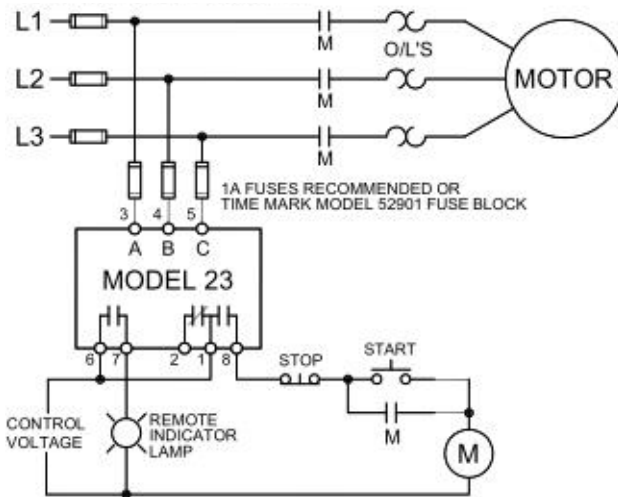 L1
M
O/L'S
L2
M
MOTOR
L3
M
1A FUSES RECOMMENDED OR
TIME MARK MODEL 52901 FUSE BLOCK
3 4 5
A B C
MODEL 23
6 7 2 1 8
STOP
START
CONTROL
VOLTAGE
REMOTE
INDICATOR
LAMP
M
M